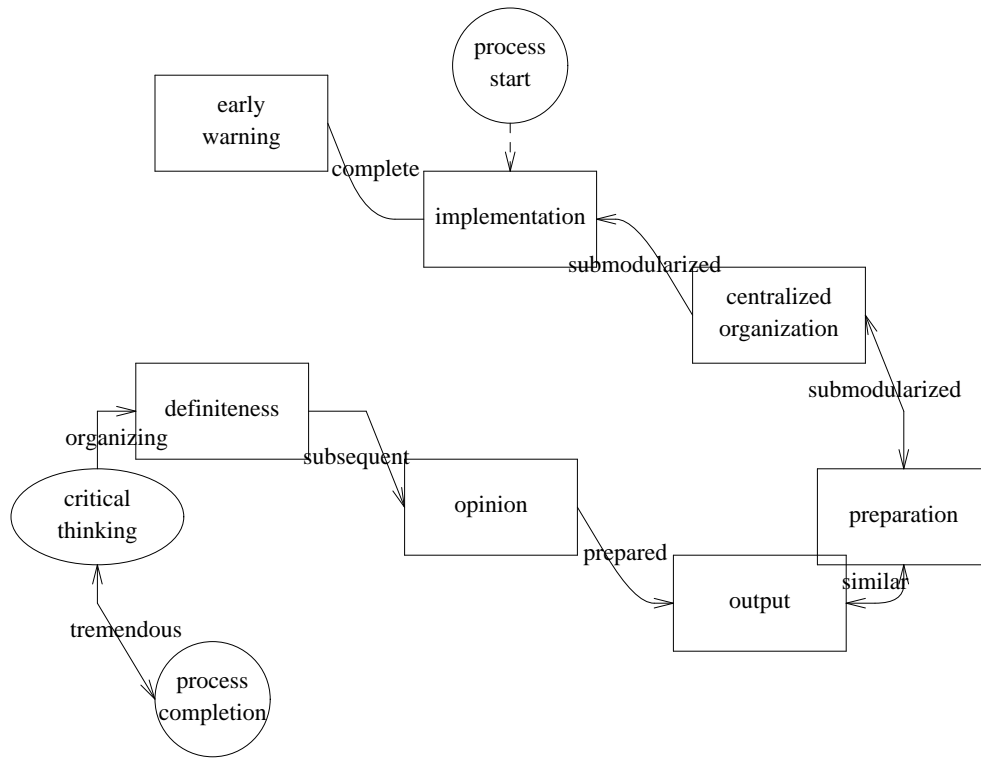 process
start
early
warning
complete
implementation
submodularized
centralized
organization
submodularized
definiteness
organizing
subsequent
critical
thinking
opinion
preparation
prepared
similar
output
tremendous
process
completion